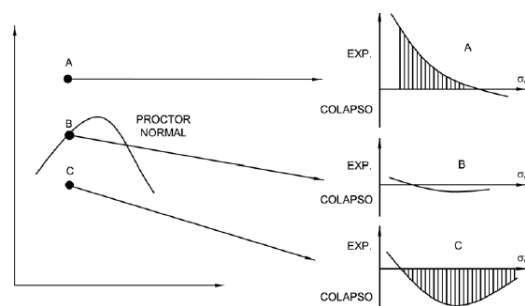 A
B
C
PROCTOR
NORMAL
EXP.
A
COLAPSO
EXP.
B
COLAPSO
EXP.
C
COLAPSO